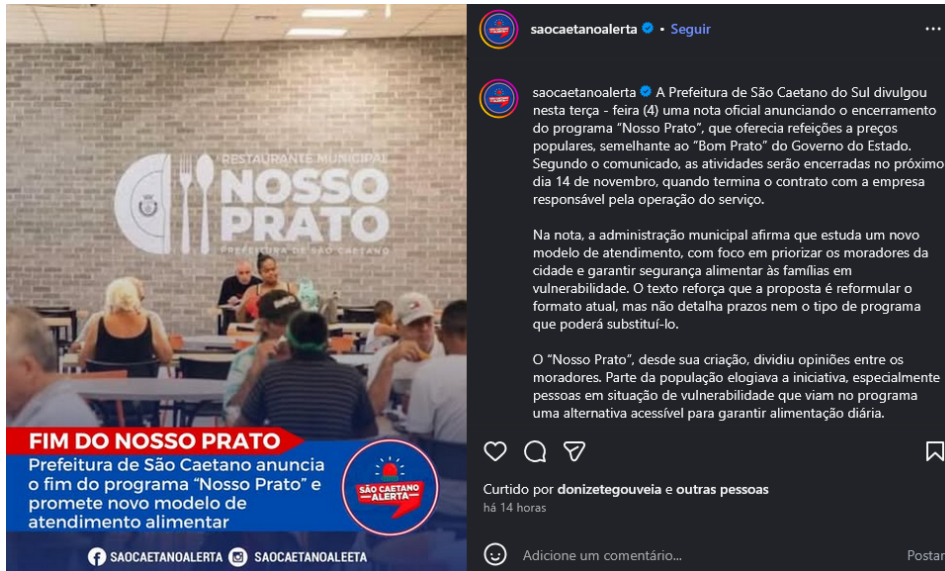 RESTAURANTE MUNICIPAL
NOSSO
PRATO
PREFEITURA DE SÃO CAETANO
FIM DO NOSSO PRATO
Prefeitura de São Caetano anuncia
o fim do programa “Nosso Prato” e
promete novo modelo de
atendimento alimentar
SÃO CAETANO
ALERTA
SAOCAETANOALERTA SAOCAETANOALEETA
saocaetanoalerta • Seguir
saocaetanoalerta A Prefeitura de São Caetano do Sul divulgou
nesta terça - feira (4) uma nota oficial anunciando o encerramento
do programa “Nosso Prato”, que oferecia refeições a preços
populares, semelhante ao “Bom Prato” do Governo do Estado.
Segundo o comunicado, as atividades serão encerradas no próximo
dia 14 de novembro, quando termina o contrato com a empresa
responsável pela operação do serviço.
Na nota, a administração municipal afirma que estuda um novo
modelo de atendimento, com foco em priorizar os moradores da
cidade e garantir segurança alimentar às famílias em
vulnerabilidade. O texto reforça que a proposta é reformular o
formato atual, mas não detalha prazos nem o tipo de programa
que poderá substituí-lo.
O “Nosso Prato”, desde sua criação, dividiu opiniões entre os
moradores. Parte da população elogiava a iniciativa, especialmente
pessoas em situação de vulnerabilidade que viam no programa
uma alternativa acessível para garantir alimentação diária.
Curtido por donizetegouveia e outras pessoas
há 14 horas
Adicione um comentário... Postar